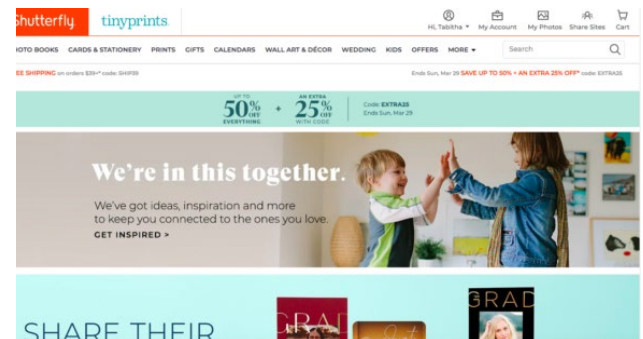 Shutterfly. tinyprints.
Hi, Tabitha My Account My Photos Share Sites Cart
HOTO BOOKS CARDS & STATIONERY PRINTS GIFTS CALENDARS WALL ART & DÉCOR WEDDING KIDS OFFERS MORE Search
EE SHIPPING on orders $39+* code: SHIP39 Ends Sun, Mar 29 SAVE UP TO 50% + AN EXTRA 25% OFF* code: EXTRA25
UP TO
50% OFF
EVERYTHING
+
AN EXTRA
25% OFF
WITH CODE
Code: EXTRA25
Ends Sun, Mar 29
We're in this together.
We've got ideas, inspiration and more
to keep you connected to the ones you love.
GET INSPIRED >
SHARE THEIR
GRAD
GRAD